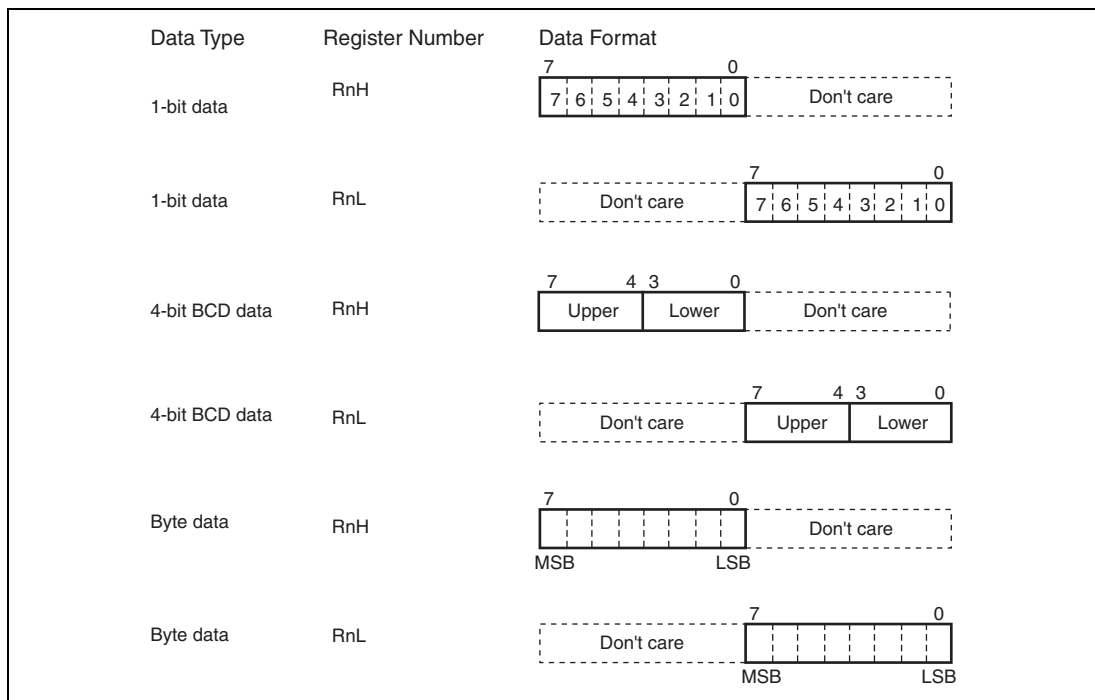 Data Type Register Number Data Format
7 0
1-bit data RnH 7 6 5 4 3 2 1 0 Don't care
7 0
1-bit data RnL Don't care 7 6 5 4 3 2 1 0
7 4 3 0
4-bit BCD data RnH Upper Lower Don't care
7 4 3 0
4-bit BCD data RnL Don't care Upper Lower
7 0
Byte data RnH Don't care
MSB LSB
7 0
Byte data RnL Don't care
MSB LSB